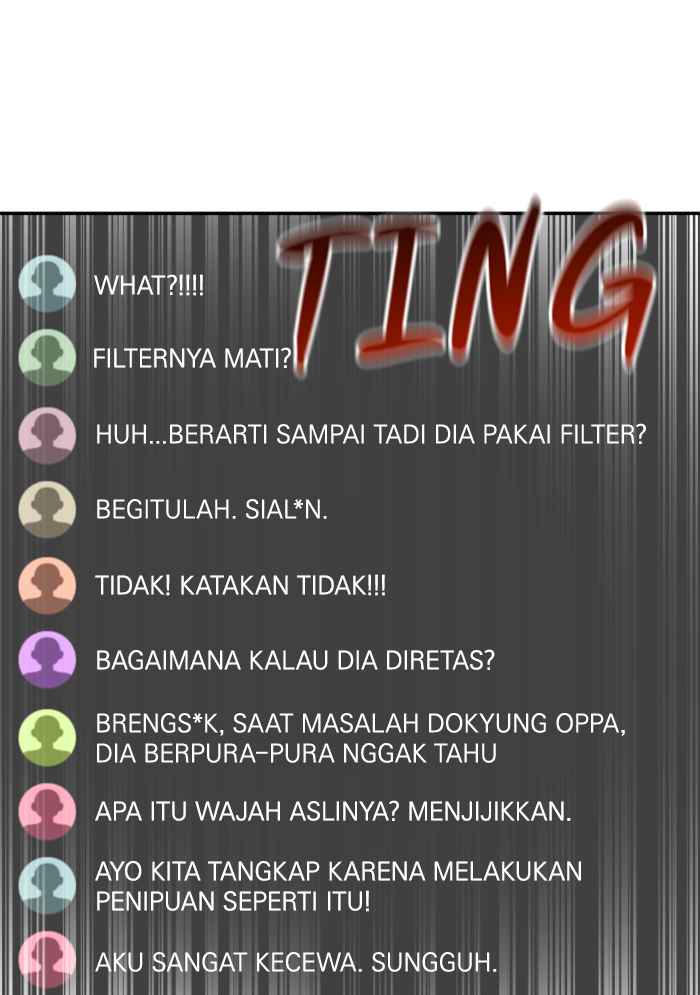 TING
WHAT?!!!!
FILTERNYA MATI?
HUH...BERARTI SAMPAI TADI DIA PAKAI FILTER?
BEGITULAH. SIAL*N.
TIDAK! KATAKAN TIDAK!!!
BAGAIMANA KALAU DIA DIRETAS?
BRENGS*K, SAAT MASALAH DOKYUNG OPPA,
DIA BERPURA-PURA NGGAK TAHU
APA ITU WAJAH ASLINYA? MENJIJIKKAN.
AYO KITA TANGKAP KARENA MELAKUKAN
PENIPUAN SEPERTI ITU!
AKU SANGAT KECEWA. SUNGGUH.